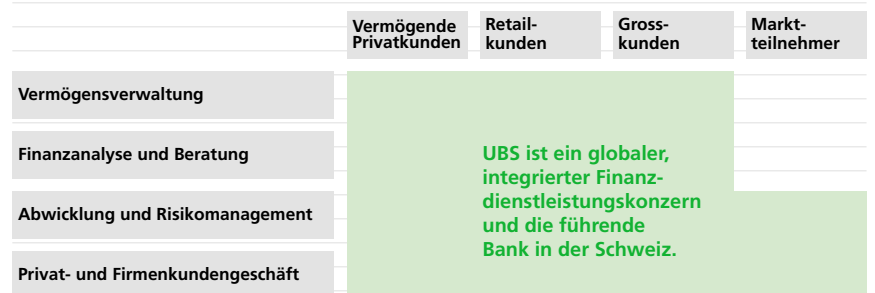 Vermögende
Privatkunden
Retail-
kunden
Gross-
kunden
Markt-
teilnehmer
Vermögensverwaltung
Finanzanalyse und Beratung
Abwicklung und Risikomanagement
Privat- und Firmenkundengeschäft
UBS ist ein globaler,
integrierter Finanz-
dienstleistungskonzern
und die führende
Bank in der Schweiz.